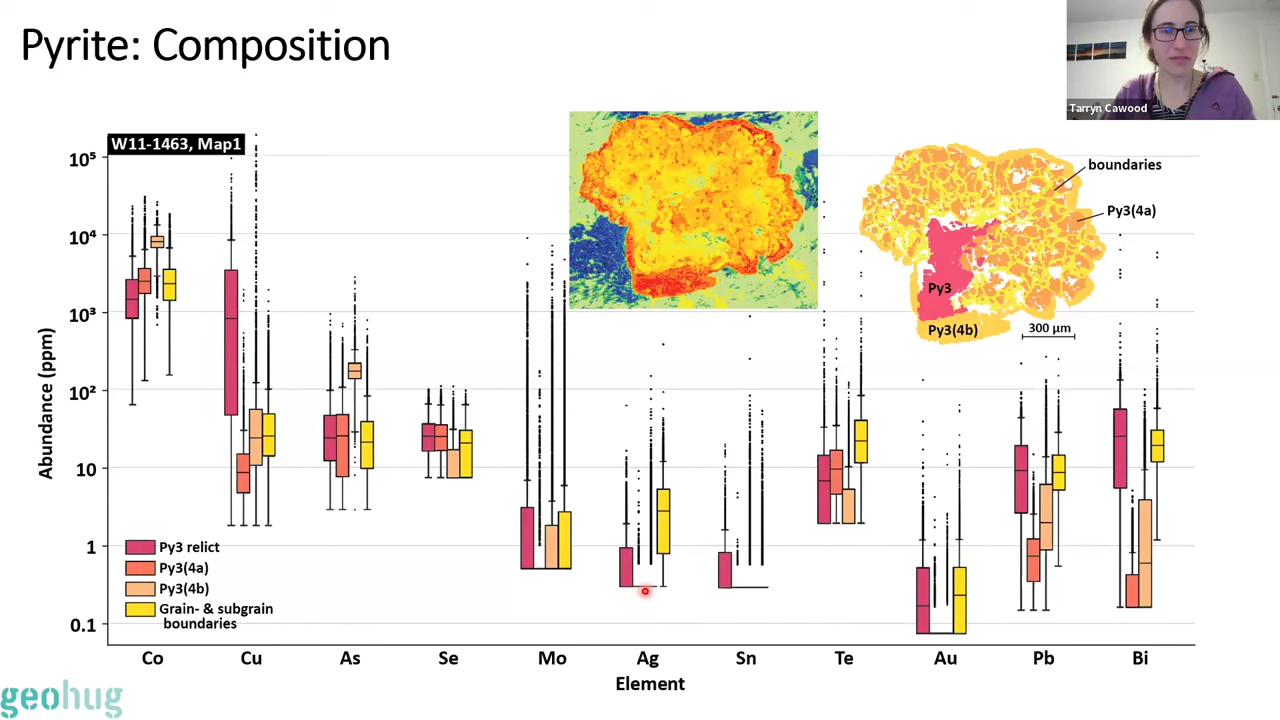 Pyrite: Composition
Tarryn Cawood
W11-1463, Map1
boundaries
Py3(4a)
Py3
Py3(4b)
300 µm
Abundance (ppm)
10⁵
10⁴
10³
10²
10
1
0.1
Py3 relict
Py3(4a)
Py3(4b)
Grain- & subgrain
boundaries
Co Cu As Se Mo Ag Sn Te Au Pb Bi
Element
geohug